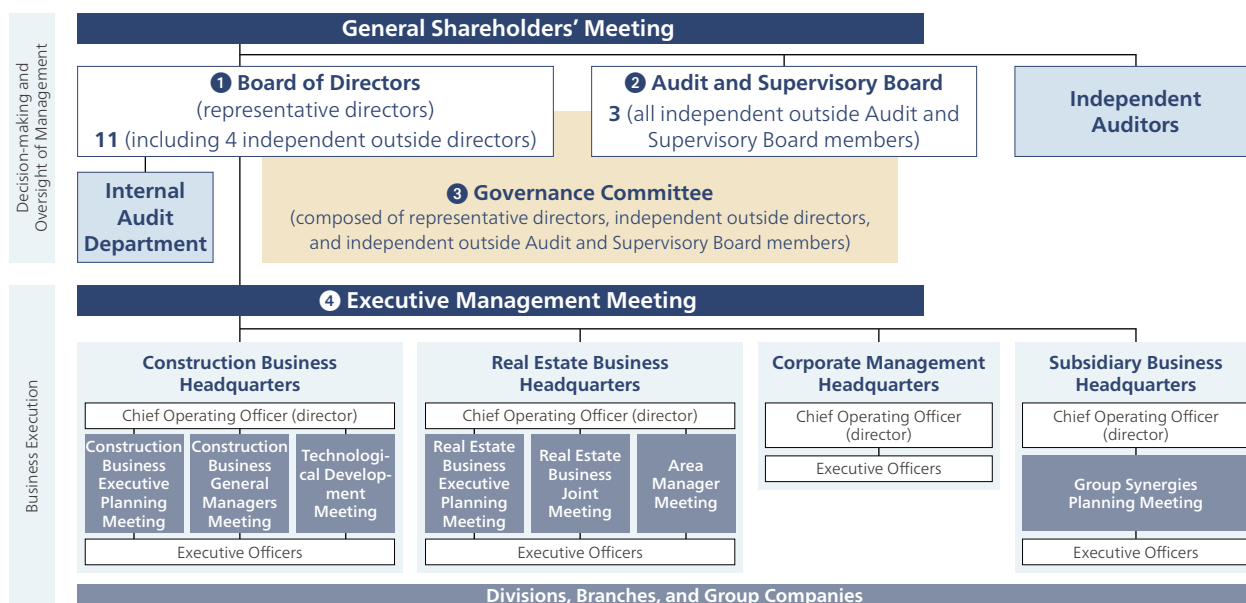 Decision-making and
Oversight of Management
General Shareholders’ Meeting
❶ Board of Directors
(representative directors)
11 (including 4 independent outside directors)
❷ Audit and Supervisory Board
3 (all independent outside Audit and
Supervisory Board members)
Independent
Auditors
Internal
Audit
Department
❸ Governance Committee
(composed of representative directors, independent outside directors,
and independent outside Audit and Supervisory Board members)
Business Execution
❹ Executive Management Meeting
Construction Business
Headquarters
Chief Operating Officer (director)
Construction
Business
Executive
Planning
Meeting
Construction
Business
General
Managers
Meeting
Technologi-
cal Develop-
ment
Meeting
Executive Officers
Real Estate Business
Headquarters
Chief Operating Officer (director)
Real Estate
Business
Executive
Planning
Meeting
Real Estate
Business
Joint
Meeting
Area
Manager
Meeting
Executive Officers
Corporate Management
Headquarters
Chief Operating Officer
(director)
Executive Officers
Subsidiary Business
Headquarters
Chief Operating Officer
(director)
Group Synergies
Planning Meeting
Executive Officers
Divisions, Branches, and Group Companies